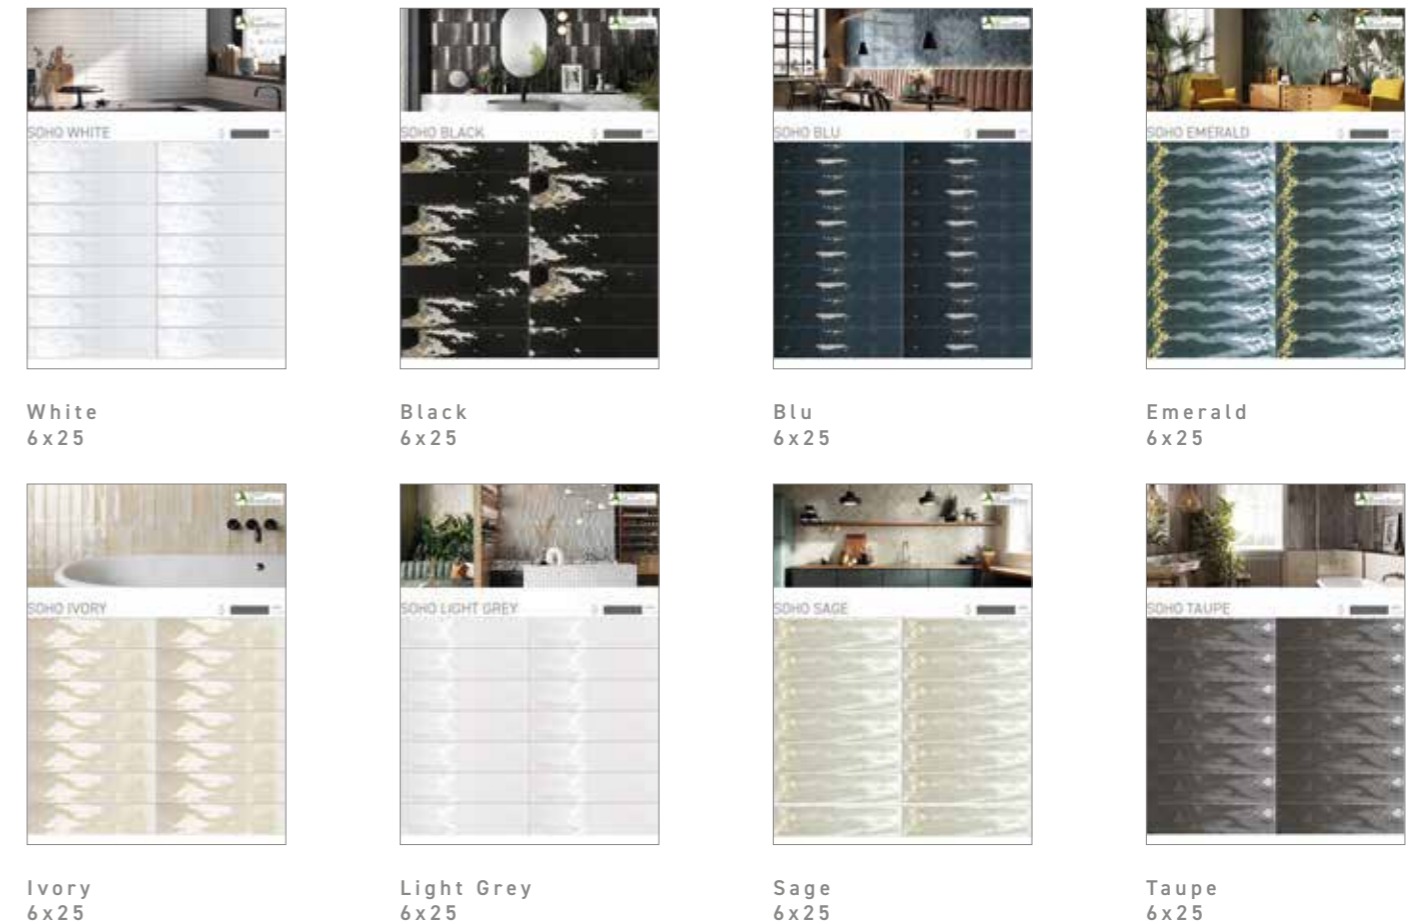 SOHO WHITE
SOHO BLACK
SOHO BLU
SOHO EMERALD
White
6x25
Black
6x25
Blu
6x25
Emerald
6x25
SOHO IVORY
SOHO LIGHT GREY
SOHO SAGE
SOHO TAUPE
Ivory
6x25
Light Grey
6x25
Sage
6x25
Taupe
6x25